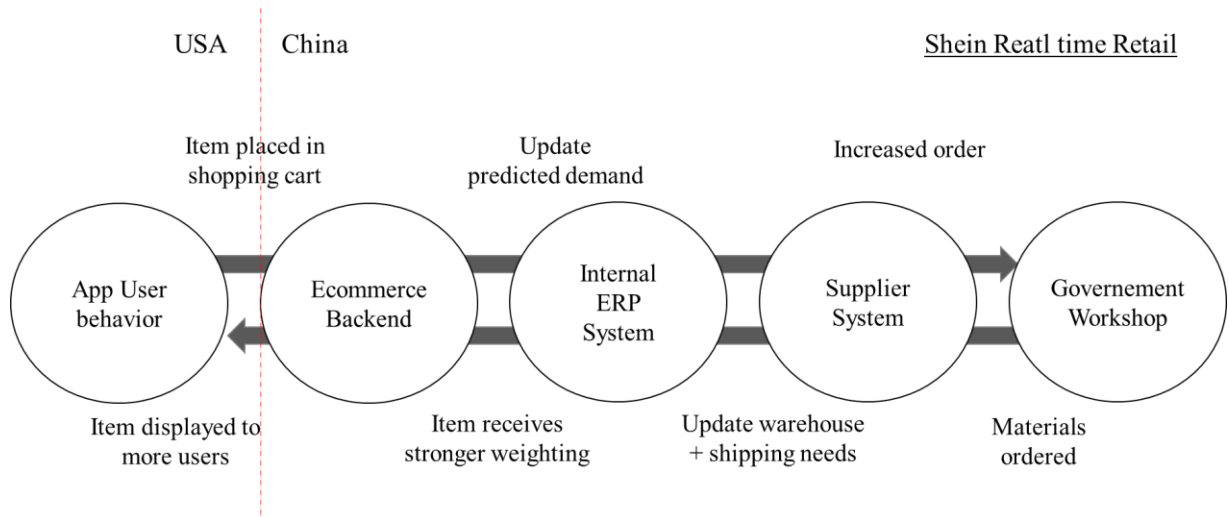 USA
China
Shein Reatl time Retail
Item placed in
shopping cart
Update
predicted demand
Increased order
App User
behavior
Ecommerce
Backend
Internal
ERP
System
Supplier
System
Governement
Workshop
Item displayed to
more users
Item receives
stronger weighting
Update warehouse
+ shipping needs
Materials
ordered